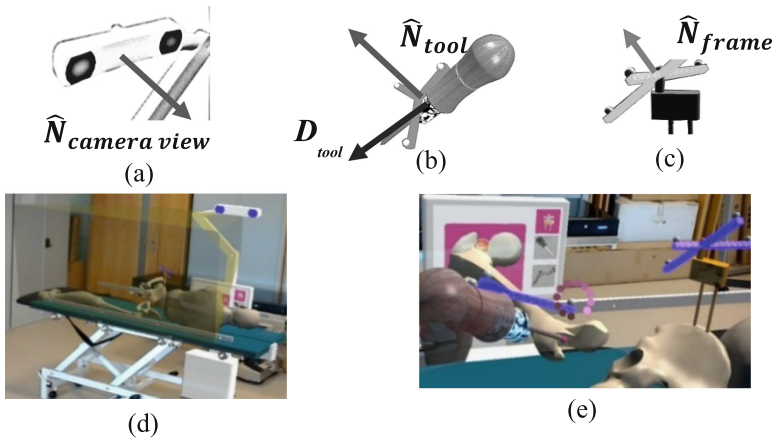 N̂camera view
(a)
N̂tool
Dtool
(b)
N̂frame
(c)
(d)
(e)